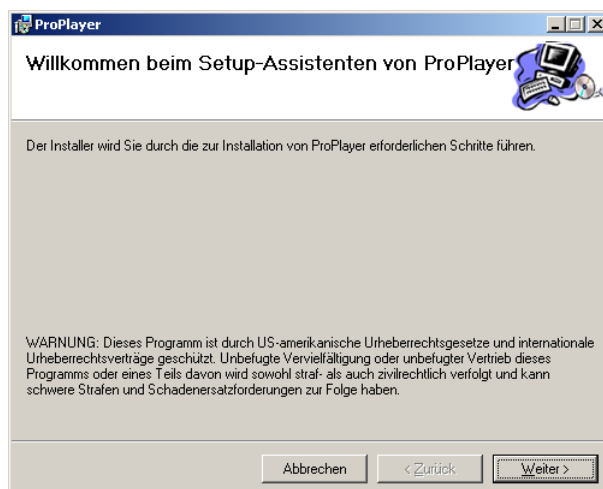 ProPlayer
Willkommen beim Setup-Assistenten von ProPlayer
Der Installer wird Sie durch die zur Installation von ProPlayer erforderlichen Schritte führen.
WARNUNG: Dieses Programm ist durch US-amerikanische Urheberrechtsgesetze und internationale
Urheberrechtsverträge geschützt. Unbefugte Vervielfältigung oder unbefugter Vertrieb dieses
Programms oder eines Teils davon wird sowohl straf- als auch zivilrechtlich verfolgt und kann
schwere Strafen und Schadenersatzforderungen zur Folge haben.
Abbrechen < Zurück Weiter >